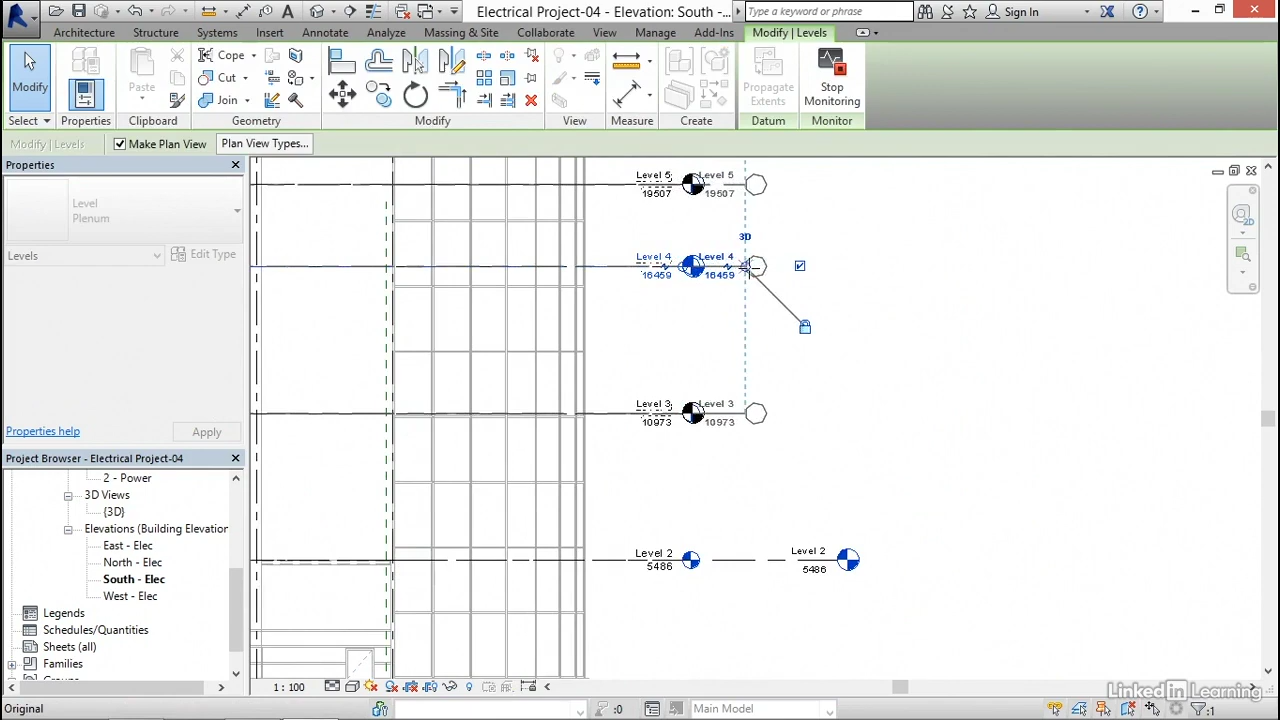 Electrical Project-04 - Elevation: South -...
Type a keyword or phrase
Sign In
Architecture
Structure
Systems
Insert
Annotate
Analyze
Massing & Site
Collaborate
View
Manage
Add-Ins
Modify | Levels
Modify
Paste
Cope
Cut
Join
Propagate
Extents
Stop
Monitoring
Select
Properties
Clipboard
Geometry
Modify
View
Measure
Create
Datum
Monitor
Modify | Levels
Make Plan View
Plan View Types...
Properties
Level
Plenum
Levels
Edit Type
Properties help
Apply
Project Browser - Electrical Project-04
2 - Power
3D Views
{3D}
Elevations (Building Elevation
East - Elec
North - Elec
South - Elec
West - Elec
Legends
Schedules/Quantities
Sheets (all)
Families
Level 5
19507
Level 5
19507
3D
2D
Level 4
16459
Level 4
16459
Level 3
10973
Level 3
10973
Level 2
5486
Level 2
5486
1 : 100
Original
:0
Main Model
:1
Linked in Learning